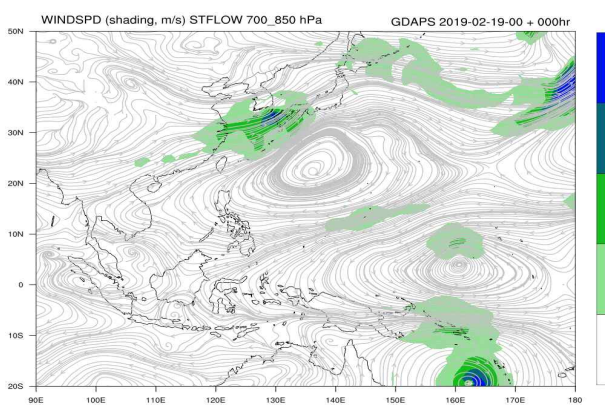 WINDSPD (shading, m/s) STFLOW 700_850 hPa GDAPS 2019-02-19-00 + 000hr
50N
40N
30N
20N
10N
0
10S
20S
90E 100E 110E 120E 130E 140E 150E 160E 170E 180